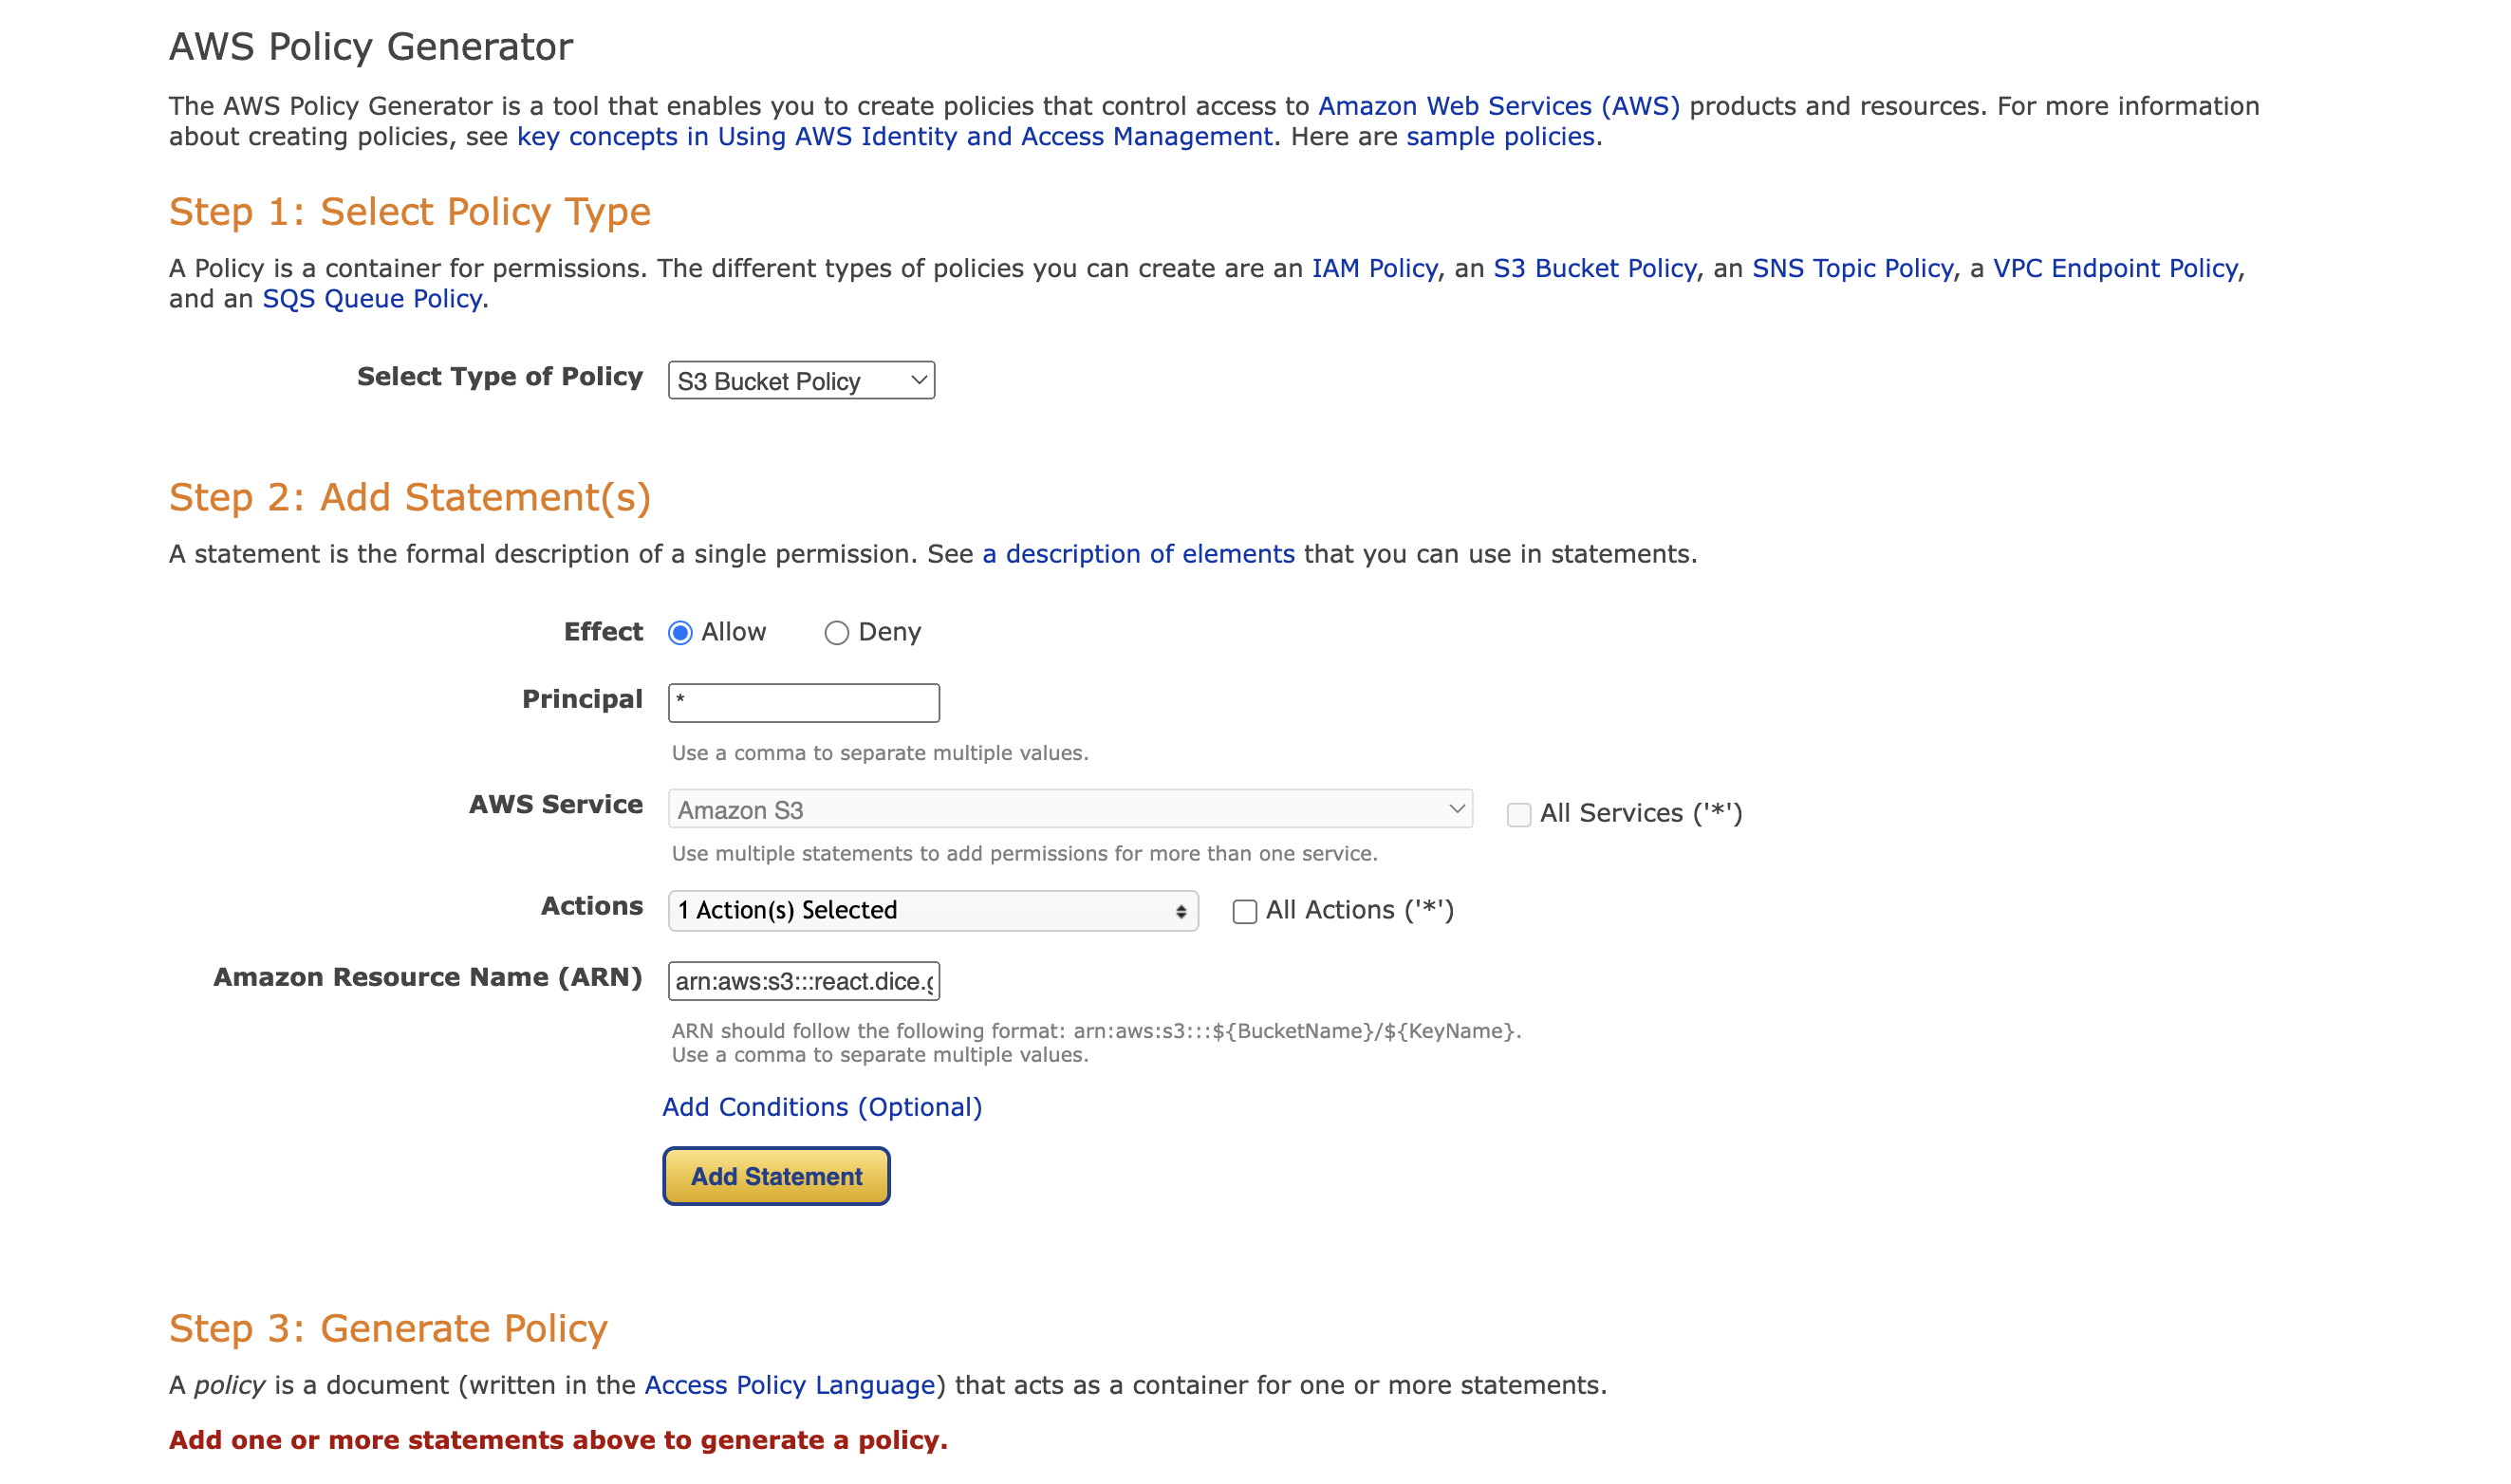 AWS Policy Generator
The AWS Policy Generator is a tool that enables you to create policies that control access to Amazon Web Services (AWS) products and resources. For more information
about creating policies, see key concepts in Using AWS Identity and Access Management. Here are sample policies.
Step 1: Select Policy Type
A Policy is a container for permissions. The different types of policies you can create are an IAM Policy, an S3 Bucket Policy, an SNS Topic Policy, a VPC Endpoint Policy,
and an SQS Queue Policy.
Select Type of Policy S3 Bucket Policy
Step 2: Add Statement(s)
A statement is the formal description of a single permission. See a description of elements that you can use in statements.
Effect Allow Deny
Principal *
Use a comma to separate multiple values.
AWS Service Amazon S3 All Services ('*')
Use multiple statements to add permissions for more than one service.
Actions 1 Action(s) Selected All Actions ('*')
Amazon Resource Name (ARN) arn:aws:s3:::react.dice.
ARN should follow the following format: arn:aws:s3:::${BucketName}/${KeyName}.
Use a comma to separate multiple values.
Add Conditions (Optional)
Add Statement
Step 3: Generate Policy
A policy is a document (written in the Access Policy Language) that acts as a container for one or more statements.
Add one or more statements above to generate a policy.